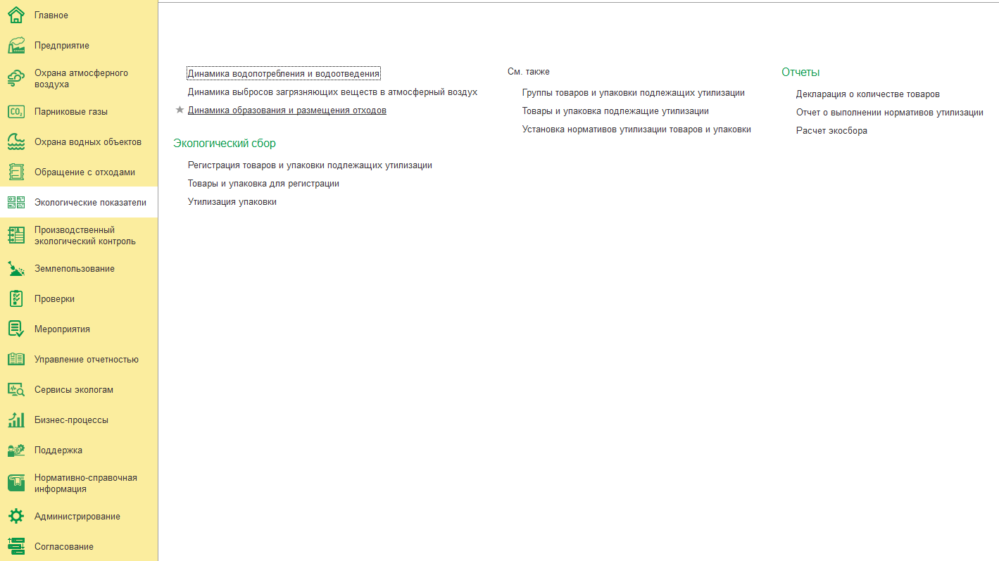 Главное
Предприятие
Охрана атмосферного
воздуха
CO2
Парниковые газы
Охрана водных объектов
Обращение с отходами
Экологические показатели
Производственный
экологический контроль
Землепользование
Проверки
Мероприятия
Управление отчетностью
Сервисы экологам
Бизнес-процессы
Поддержка
Нормативно-справочная
информация
Администрирование
Согласование
Динамика водопотребления и водоотведения
Динамика выбросов загрязняющих веществ в атмосферный воздух
Динамика образования и размещения отходов
Экологический сбор
Регистрация товаров и упаковки подлежащих утилизации
Товары и упаковка для регистрации
Утилизация упаковки
См. также
Группы товаров и упаковки подлежащих утилизации
Товары и упаковка подлежащие утилизации
Установка нормативов утилизации товаров и упаковки
Отчеты
Декларация о количестве товаров
Отчет о выполнении нормативов утилизации
Расчет экосбора